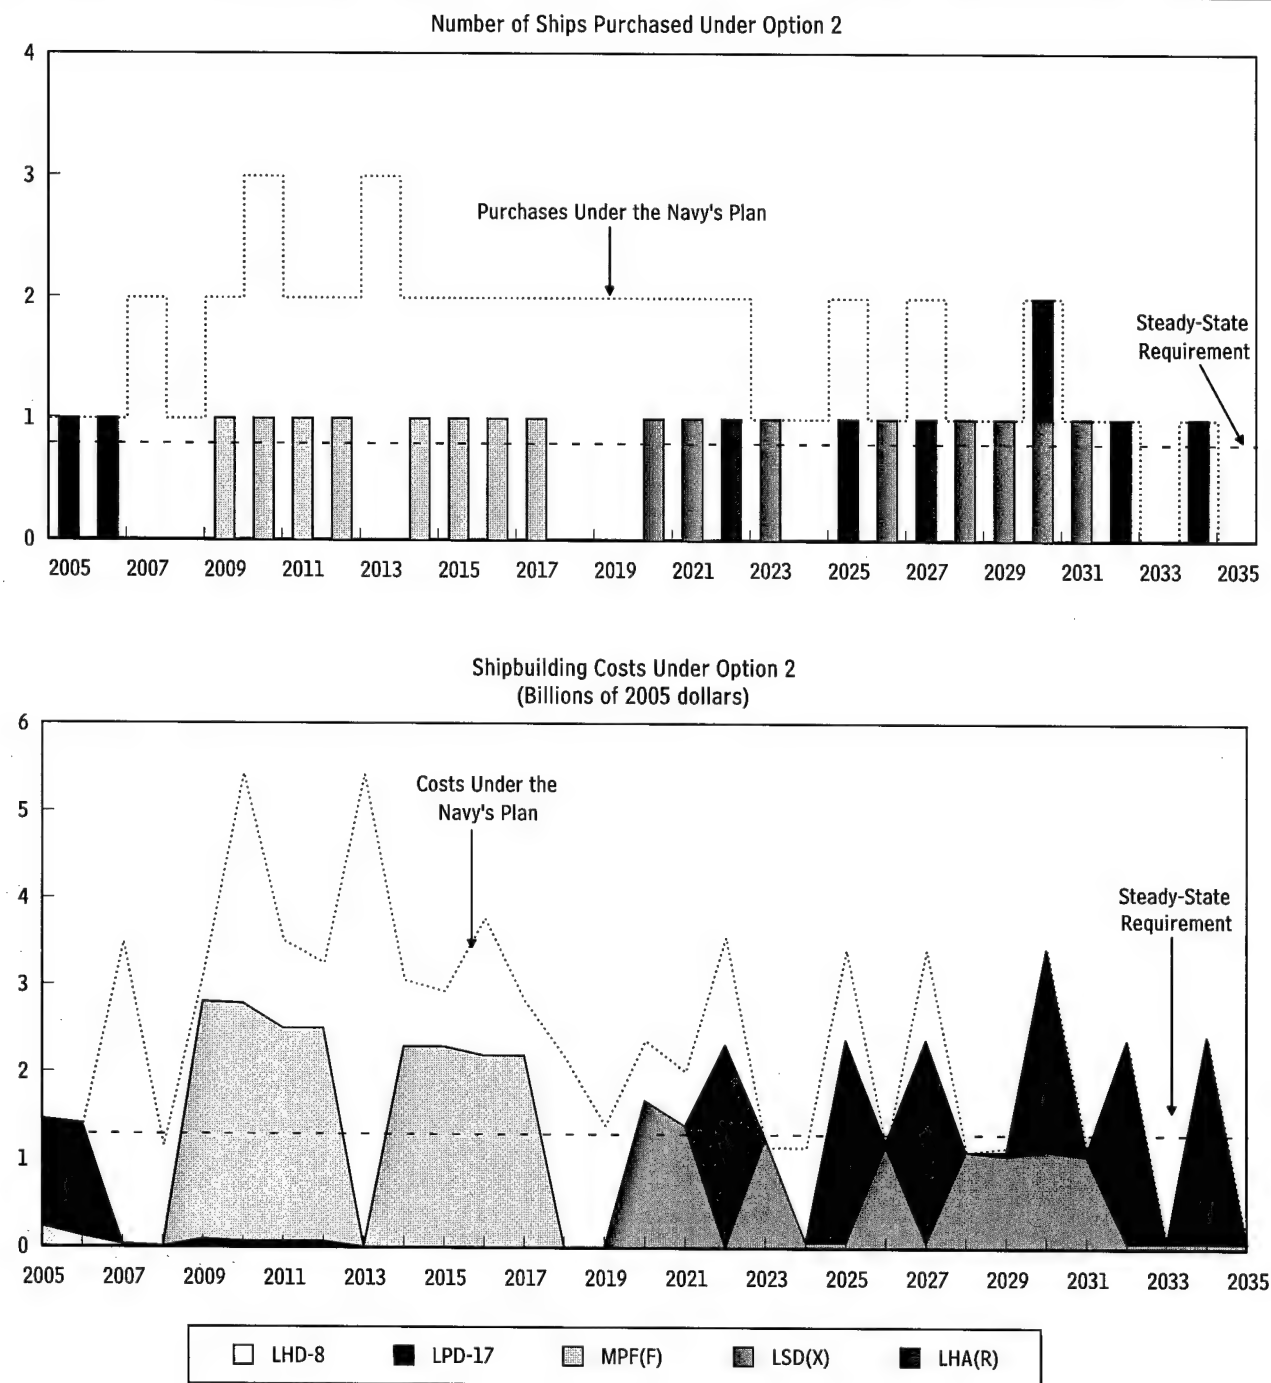 Number of Ships Purchased Under Option 2
4
3
2
1
0
Purchases Under the Navy's Plan
Steady-State
Requirement
2005 2007 2009 2011 2013 2015 2017 2019 2021 2023 2025 2027 2029 2031 2033 2035
Shipbuilding Costs Under Option 2
(Billions of 2005 dollars)
6
5
4
3
2
1
0
Costs Under the
Navy's Plan
Steady-State
Requirement
2005 2007 2009 2011 2013 2015 2017 2019 2021 2023 2025 2027 2029 2031 2033 2035
LHD-8 LPD-17 MPF(F) LSD(X) LHA(R)